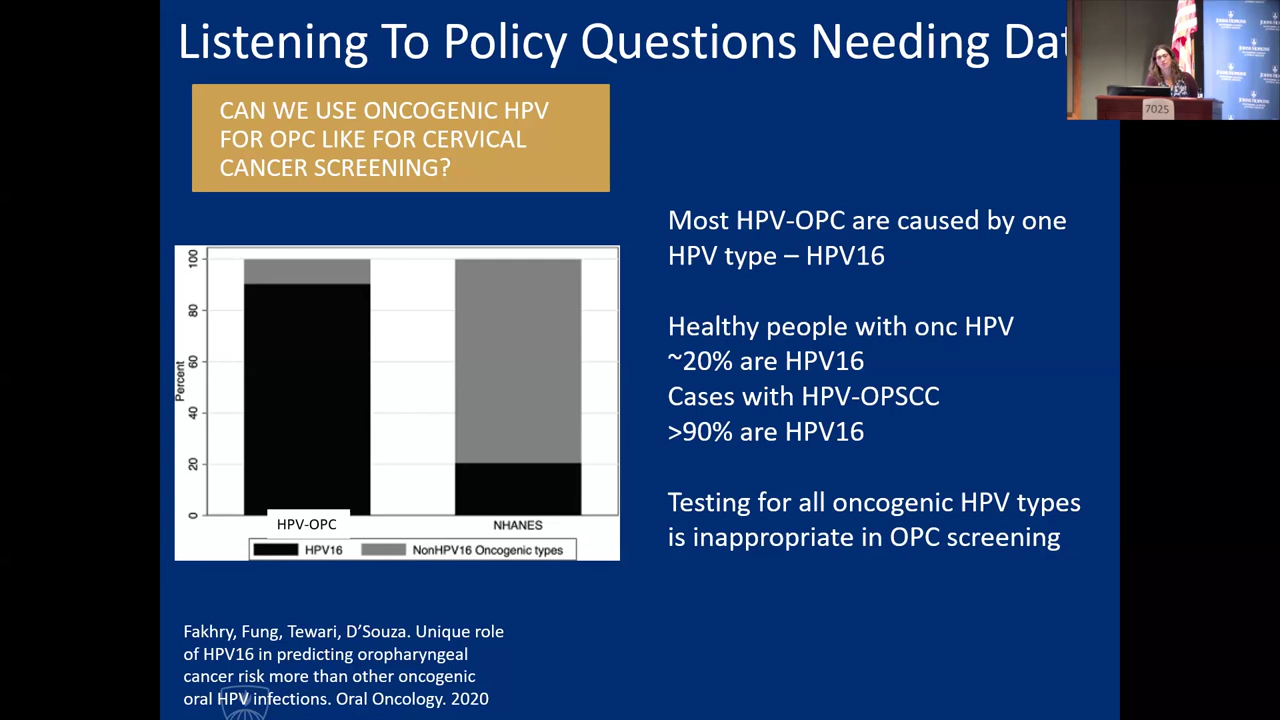 Listening To Policy Questions Needing
CAN WE USE ONCOGENIC HPV
FOR OPC LIKE FOR CERVICAL
CANCER SCREENING?
Most HPV-OPC are caused by one
HPV type – HPV16
Healthy people with onc HPV
~20% are HPV16
Cases with HPV-OPSCC
>90% are HPV16
Testing for all oncogenic HPV types
is inappropriate in OPC screening
Percent
100
80
60
40
20
0
HPV-OPC
NHANES
HPV16
NonHPV16 Oncogenic types
Fakhry, Fung, Tewari, D'Souza. Unique role
of HPV16 in predicting oropharyngeal
cancer risk more than other oncogenic
oral HPV infections. Oral Oncology. 2020
7025
JOHNS HOPKINS